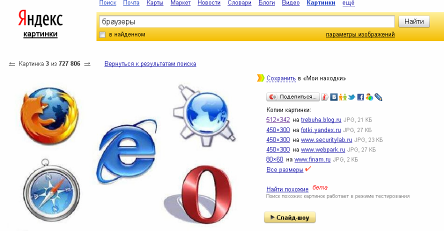 Поиск Почта Карты Маркет Новости Словари Блоги Видео Картинки ещё
Яндекс
картинки
браузеры
Найти
в найденном
параметры изображений
Картинка 3 из 727 806
Вернуться к результатам поиска
Сохранить в «Мои находки»
Поделиться...
Копии картинки:
612×342 на trebuha.blog.ru JPG, 21 КБ
450×300 на fotki.yandex.ru JPG, 27 КБ
450×300 на www.securitylab.ru JPG, 23 КБ
450×300 на www.webpark.ru JPG, 27 КБ
80×60 на www.finam.ru JPG, 2 КБ
Все размеры
Найти похожие бета
Поиск похожих картинок работает в режиме тестирования
Слайд-шоу